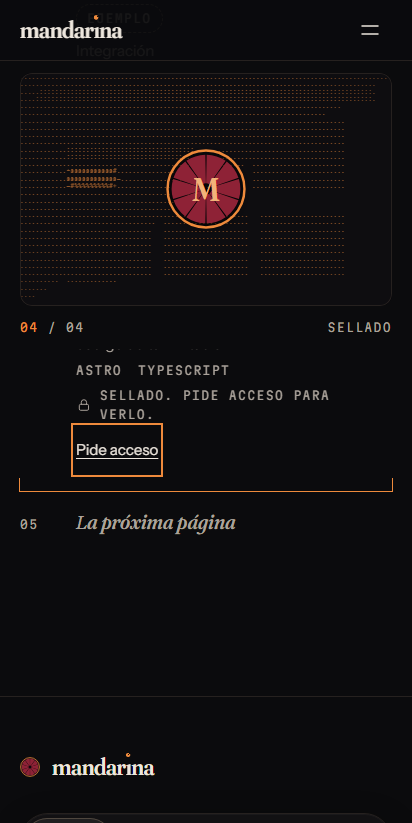 EJEMPLO
mandarina
Integración
M
04 / 04
SELLADO
ASTRO TYPESCRIPT
SELLADO. PIDE ACCESO PARA
VERLO.
Pide acceso
05
La próxima página
mandarina